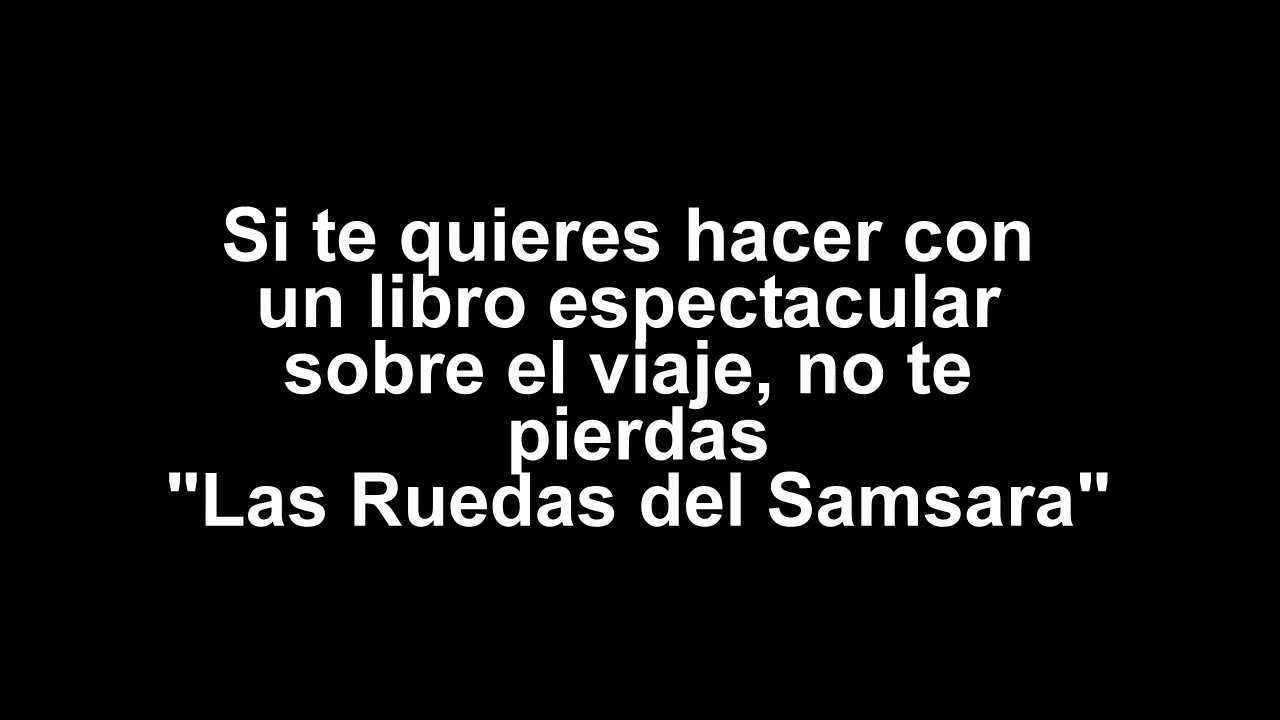 Si te quieres hacer con
un libro espectacular
sobre el viaje, no te
pierdas
"Las Ruedas del Samsara"